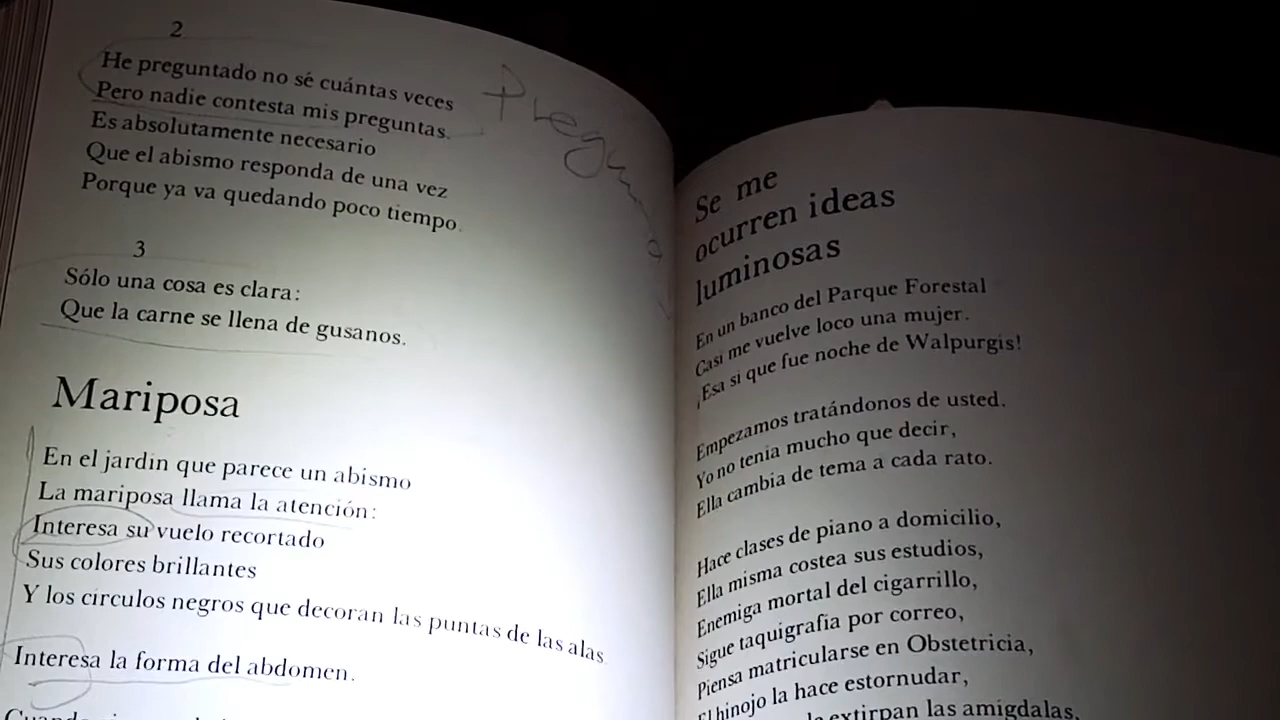 2
He preguntado no sé cuántas veces
Pero nadie contesta mis preguntas.
Es absolutamente necesario
Que el abismo responda de una vez
Porque ya va quedando poco tiempo.
3
Sólo una cosa es clara:
Que la carne se llena de gusanos.
Mariposa
En el jardín que parece un abismo
La mariposa llama la atención:
Interesa su vuelo recortado
Sus colores brillantes
Y los círculos negros que decoran las puntas de las alas.
Interesa la forma del abdomen.
Preguntas
Se me
ocurren ideas
luminosas
En un banco del Parque Forestal
Casi me vuelve loco una mujer.
¡Esa sí que fue noche de Walpurgis!
Empezamos tratándonos de usted.
Yo no tenía mucho que decir,
Ella cambia de tema a cada rato.
Hace clases de piano a domicilio,
Ella misma costea sus estudios,
Enemiga mortal del cigarrillo,
Sigue taquigrafía por correo,
Piensa matricularse en Obstetricia,
El hinojo la hace estornudar,
extirpan las amígdalas,